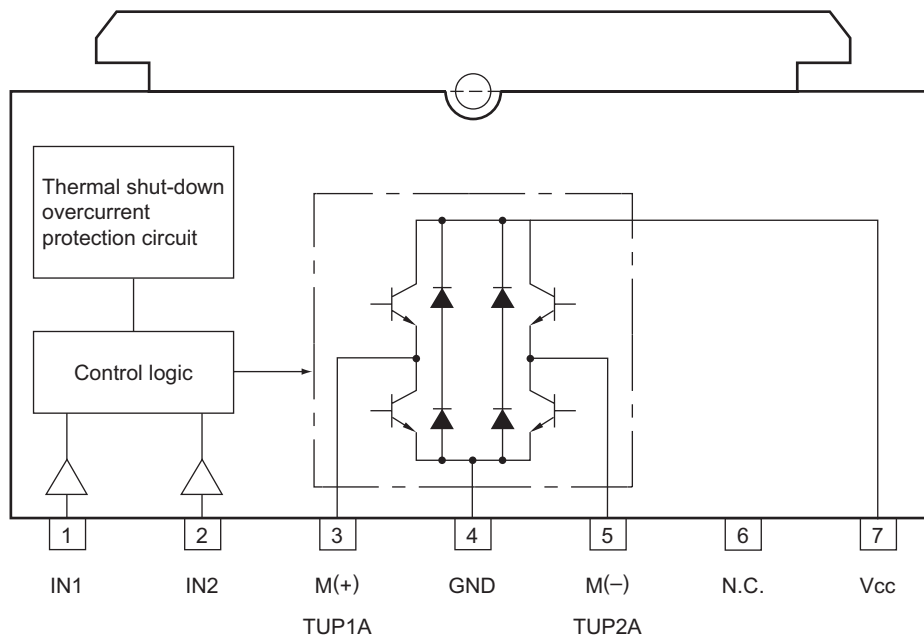 Thermal shut-down
overcurrent
protection circuit
Control logic
1 2 3 4 5 6 7
IN1 IN2 M(+) GND M(−) N.C. Vcc
TUP1A TUP2A